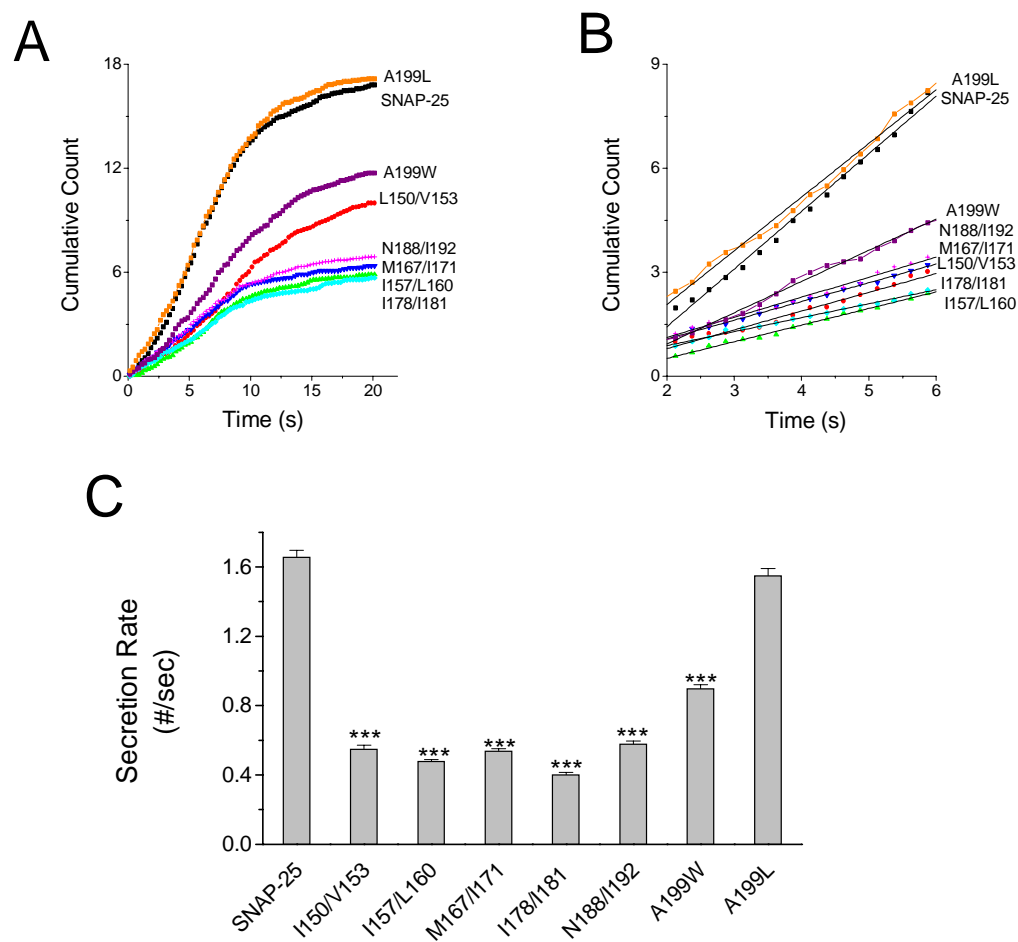 A
18
12
6
0
0
5
10
15
20
Cumulative Count
Time (s)
A199L
SNAP-25
A199W
L150/V153
N188/I192
M167/I171
I157/L160
I178/I181
B
9
6
3
0
2
3
4
5
6
Cumulative Count
Time (s)
A199L
SNAP-25
A199W
N188/I192
M167/I171
L150/V153
I178/I181
I157/L160
C
1.6
1.2
0.8
0.4
0.0
Secretion Rate
(#/sec)
***
***
***
***
***
***
SNAP-25
I150/V153
I157/L160
M167/I171
I178/I181
N188/I192
A199W
A199L